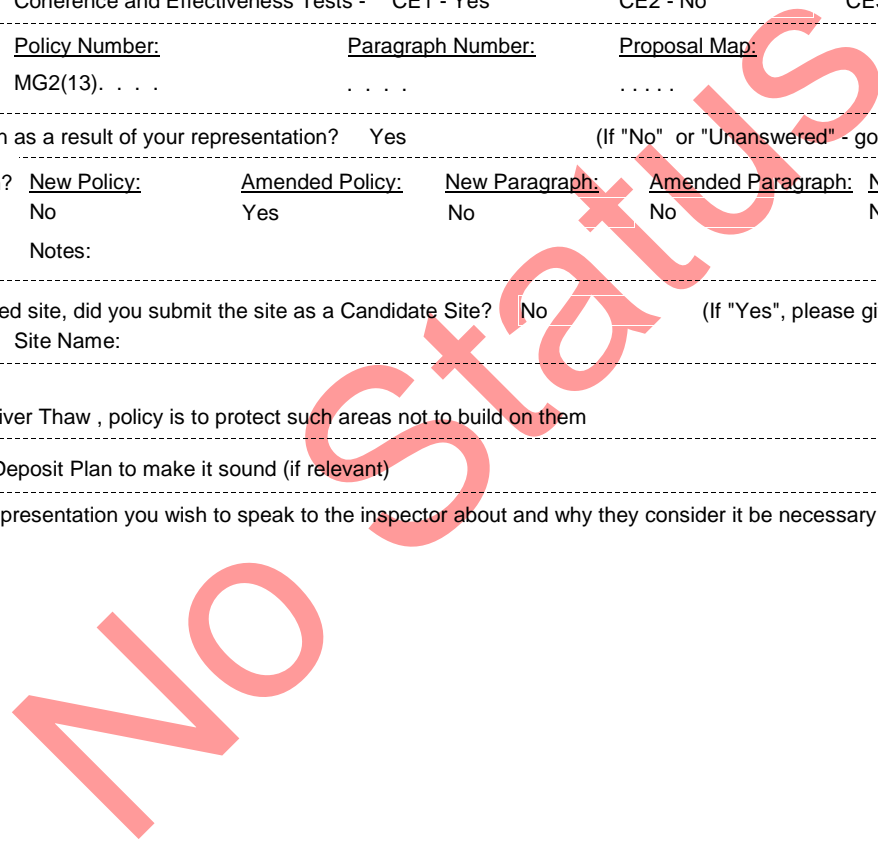 Coherence and Effectiveness Tests - CE1 - Yes CE2 - No CE
Policy Number: Paragraph Number: Proposal Map:
MG2(13). . . . . . . . . . . . .
as a result of your representation? Yes (If "No" or "Unanswered" - go
? New Policy: Amended Policy: New Paragraph: Amended Paragraph: N
No Yes No No N
Notes:
ed site, did you submit the site as a Candidate Site? No (If "Yes", please gi
Site Name:
iver Thaw , policy is to protect such areas not to build on them
Deposit Plan to make it sound (if relevant)
presentation you wish to speak to the inspector about and why they consider it be necessary
No Status